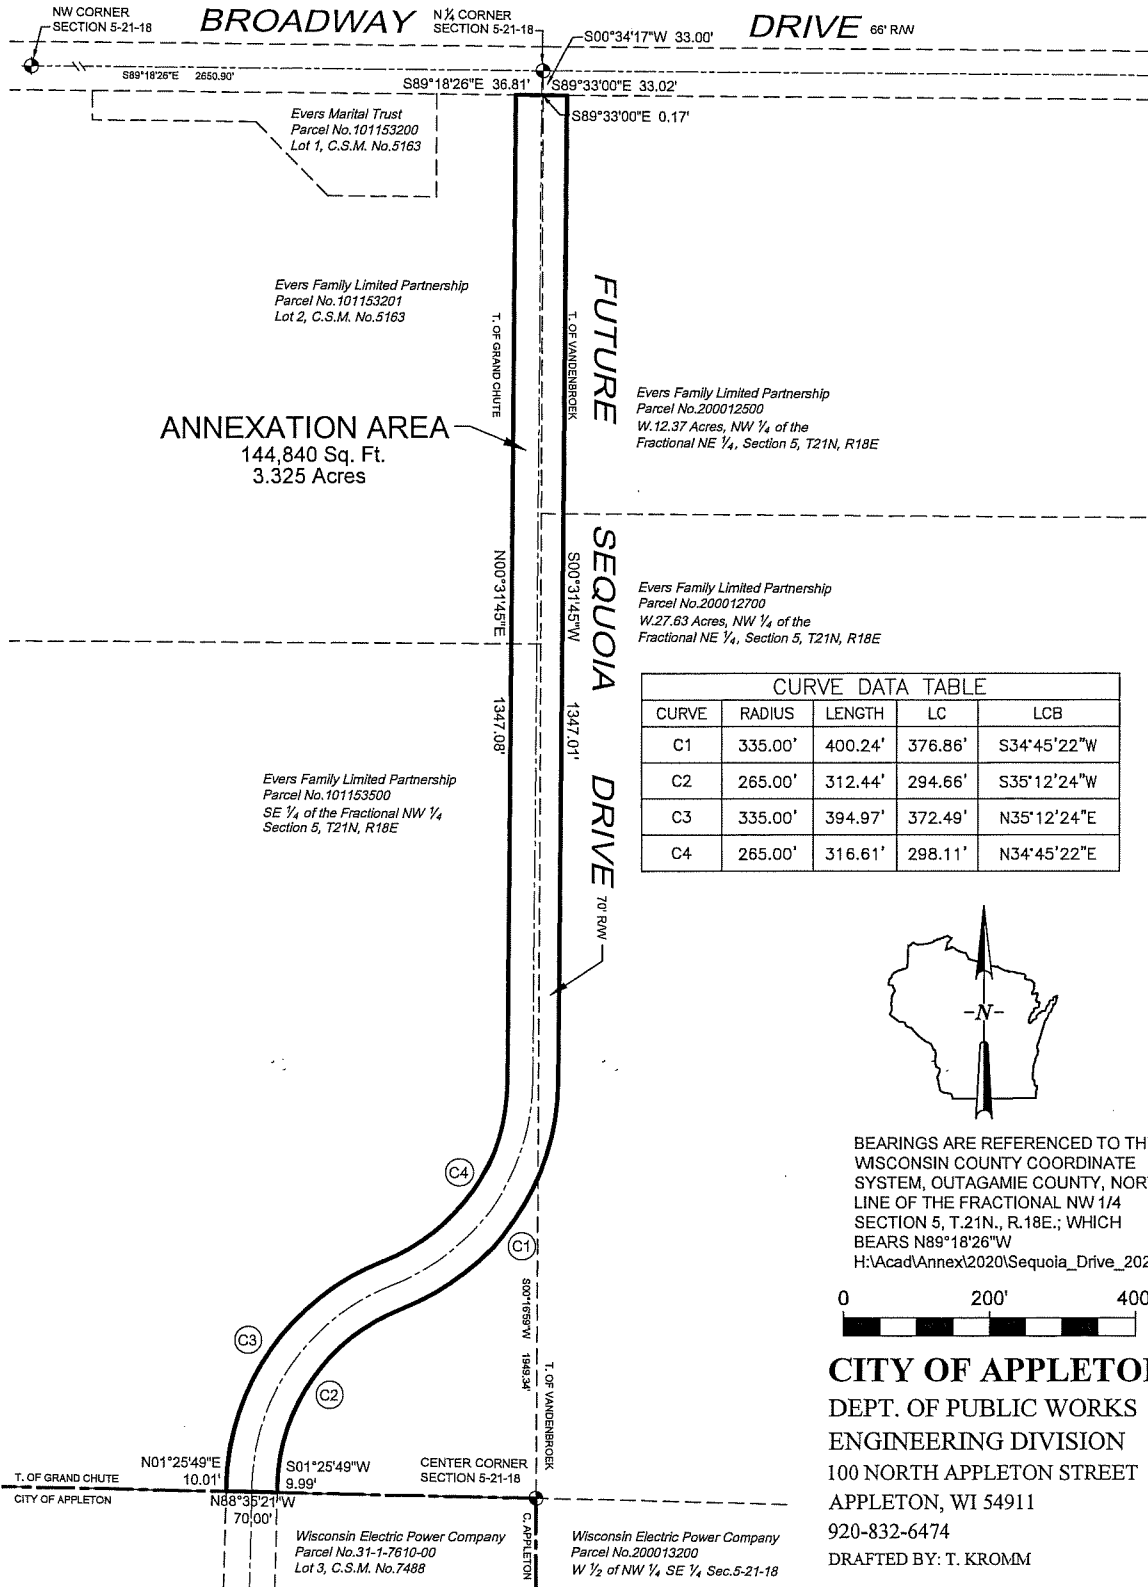 NW CORNER
SECTION 5-21-18
BROADWAY
N ¼ CORNER
SECTION 5-21-18
DRIVE
66' R/W
S00°34'17"W 33.00'
S89°18'26"E 2650.90'
S89°18'26"E 36.81'
S89°33'00"E 33.02'
S89°33'00"E 0.17'
Evers Marital Trust
Parcel No.101153200
Lot 1, C.S.M. No.5163
Evers Family Limited Partnership
Parcel No.101153201
Lot 2, C.S.M. No.5163
T. OF GRAND CHUTE
T. OF VANDENBROEK
FUTURE
SEQUOIA
DRIVE
70' R/W
ANNEXATION AREA
144,840 Sq. Ft.
3.325 Acres
Evers Family Limited Partnership
Parcel No.200012500
W.12.37 Acres, NW ¼ of the
Fractional NE ¼, Section 5, T21N, R18E
N00°31'45"E
1347.08'
S00°31'45"W
1347.01'
Evers Family Limited Partnership
Parcel No.200012700
W.27.63 Acres, NW ¼ of the
Fractional NE ¼, Section 5, T21N, R18E
CURVE DATA TABLE
CURVE RADIUS LENGTH LC LCB
C1 335.00' 400.24' 376.86' S34°45'22"W
C2 265.00' 312.44' 294.66' S35°12'24"W
C3 335.00' 394.97' 372.49' N35°12'24"E
C4 265.00' 316.61' 298.11' N34°45'22"E
Evers Family Limited Partnership
Parcel No.101153500
SE ¼ of the Fractional NW ¼
Section 5, T21N, R18E
-N-
C4
C1
C3
C2
BEARINGS ARE REFERENCED TO TH
WISCONSIN COUNTY COORDINATE
SYSTEM, OUTAGAMIE COUNTY, NOR
LINE OF THE FRACTIONAL NW 1/4
SECTION 5, T.21N., R.18E.; WHICH
BEARS N89°18'26"W
H:\Acad\Annex\2020\Sequoia_Drive_202
0 200' 400
S00°16'59"W 1949.34'
T. OF VANDENBROEK
N01°25'49"E
10.01'
S01°25'49"W
9.99'
CENTER CORNER
SECTION 5-21-18
T. OF GRAND CHUTE
CITY OF APPLETON
N88°35'21"W
70.00'
C. APPLETON
Wisconsin Electric Power Company
Parcel No.31-1-7610-00
Lot 3, C.S.M. No.7488
Wisconsin Electric Power Company
Parcel No.200013200
W ½ of NW ¼ SE ¼ Sec.5-21-18
CITY OF APPLETO
DEPT. OF PUBLIC WORKS
ENGINEERING DIVISION
100 NORTH APPLETON STREET
APPLETON, WI 54911
920-832-6474
DRAFTED BY: T. KROMM